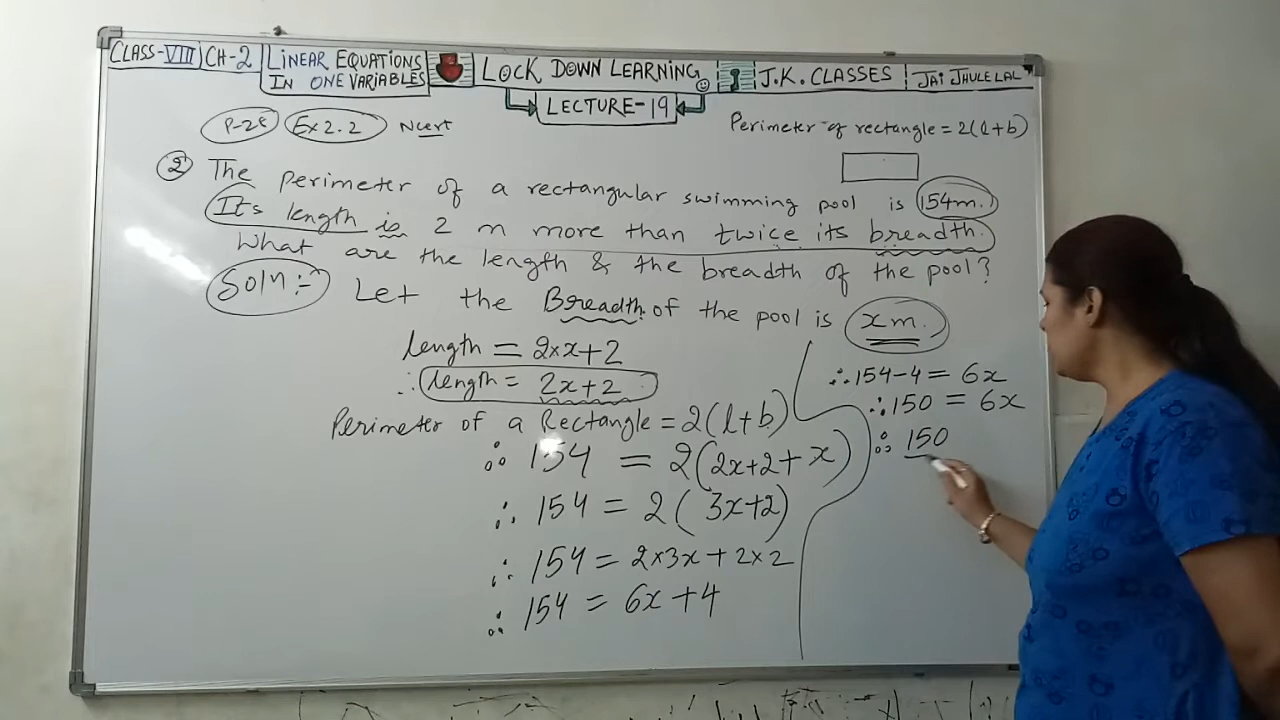 CLASS-VIII CH-2 LINEAR EQUATIONS IN ONE VARIABLES LOCK DOWN LEARNING J.K. CLASSES JAI JHULELAL
LECTURE-19
Ex 2.2 Ncert
Perimeter of rectangle = 2(l+b)
② The perimeter of a rectangular swimming pool is 154m.
It's length is 2 m more than twice its breadth.
What are the length & the breadth of the pool?
Soln:- Let the Breadth of the pool is x m.
length = 2×x+2
∴ length = 2x+2
Perimeter of a Rectangle = 2(l+b)
∴ 154 = 2(2x+2+x)
∴ 154 = 2(3x+2)
∴ 154 = 2×3x+2×2
∴ 154 = 6x+4
∴ 154-4 = 6x
∴ 150 = 6x
∴ 150